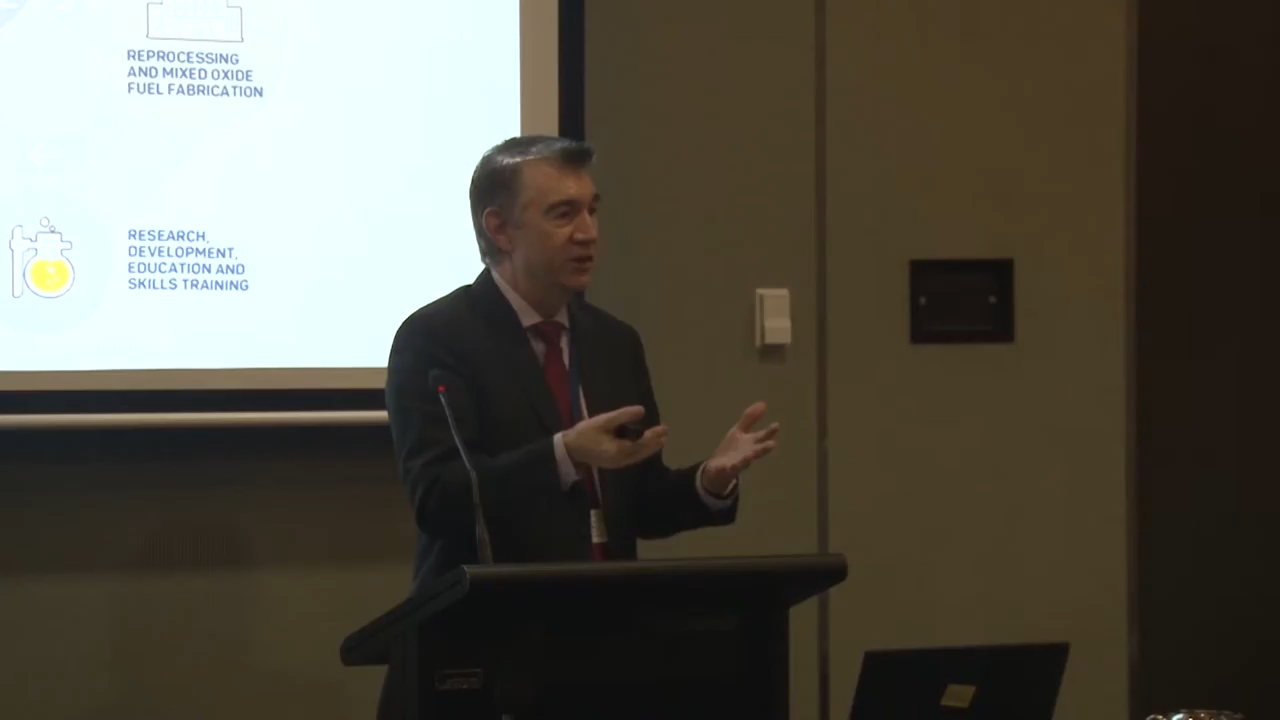 REPROCESSING
AND MIXED OXIDE
FUEL FABRICATION
RESEARCH,
DEVELOPMENT,
EDUCATION AND
SKILLS TRAINING